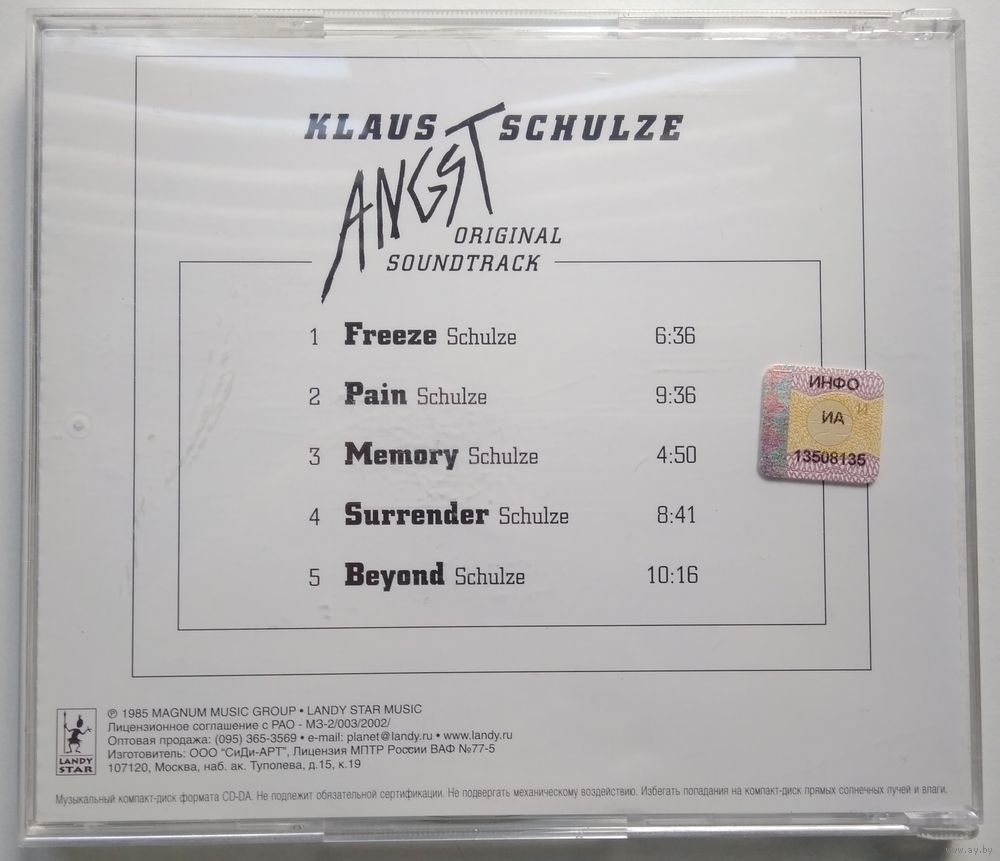 KLAUS SCHULZE
ANGST
ORIGINAL
SOUNDTRACK
1 Freeze Schulze 6:36
2 Pain Schulze 9:36
3 Memory Schulze 4:50
4 Surrender Schulze 8:41
5 Beyond Schulze 10:16
ИНФО
И
ИА
13508135
℗ 1985 MAGNUM MUSIC GROUP • LANDY STAR MUSIC
Лицензионное соглашение с РАО - МЗ-2/003/2002/
Оптовая продажа: (095) 365-3569 • e-mail: planet@landy.ru • www.landy.ru
Изготовитель: ООО "СиДи-АРТ", Лицензия МПТР России ВАФ №77-5
107120, Москва, наб. ак. Туполева, д.15, к.19
LANDY
STAR
Музыкальный компакт-диск формата CD-DA. Не подлежит обязательной сертификации. Не подвергать механическому воздействию. Избегать попадания на компакт-диск прямых солнечных лучей и влаги.
www.ay.by